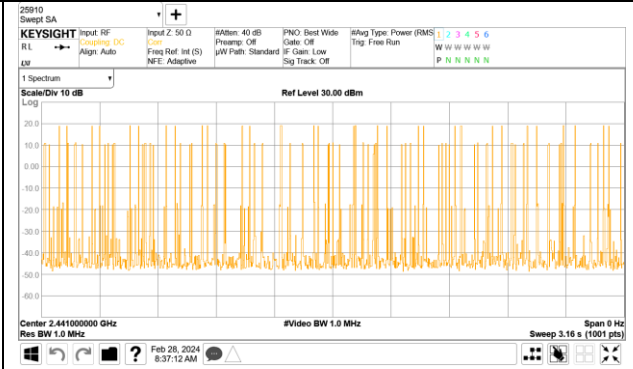 25910
Swept SA
KEYSIGHT Input: RF Input Z: 50 Ω #Atten: 40 dB PNO: Best Wide #Avg Type: Power (RMS 1 2 3 4 5 6
RL Coupling: DC Corr Preamp: Off Gate: Off Trig: Free Run
Align: Auto Freq Ref: Int (S) µW Path: Standard IF Gain: Low W W W W W W
NFE: Adaptive Sig Track: Off P N N N N N
1 Spectrum
Scale/Div 10 dB Ref Level 30.00 dBm
Log
20.0
10.0
0.00
-10.0
-20.0
-30.0
-40.0
-50.0
-60.0
Center 2.441000000 GHz #Video BW 1.0 MHz Span 0 Hz
Res BW 1.0 MHz Sweep 3.16 s (1001 pts)
Feb 28, 2024
8:37:12 AM